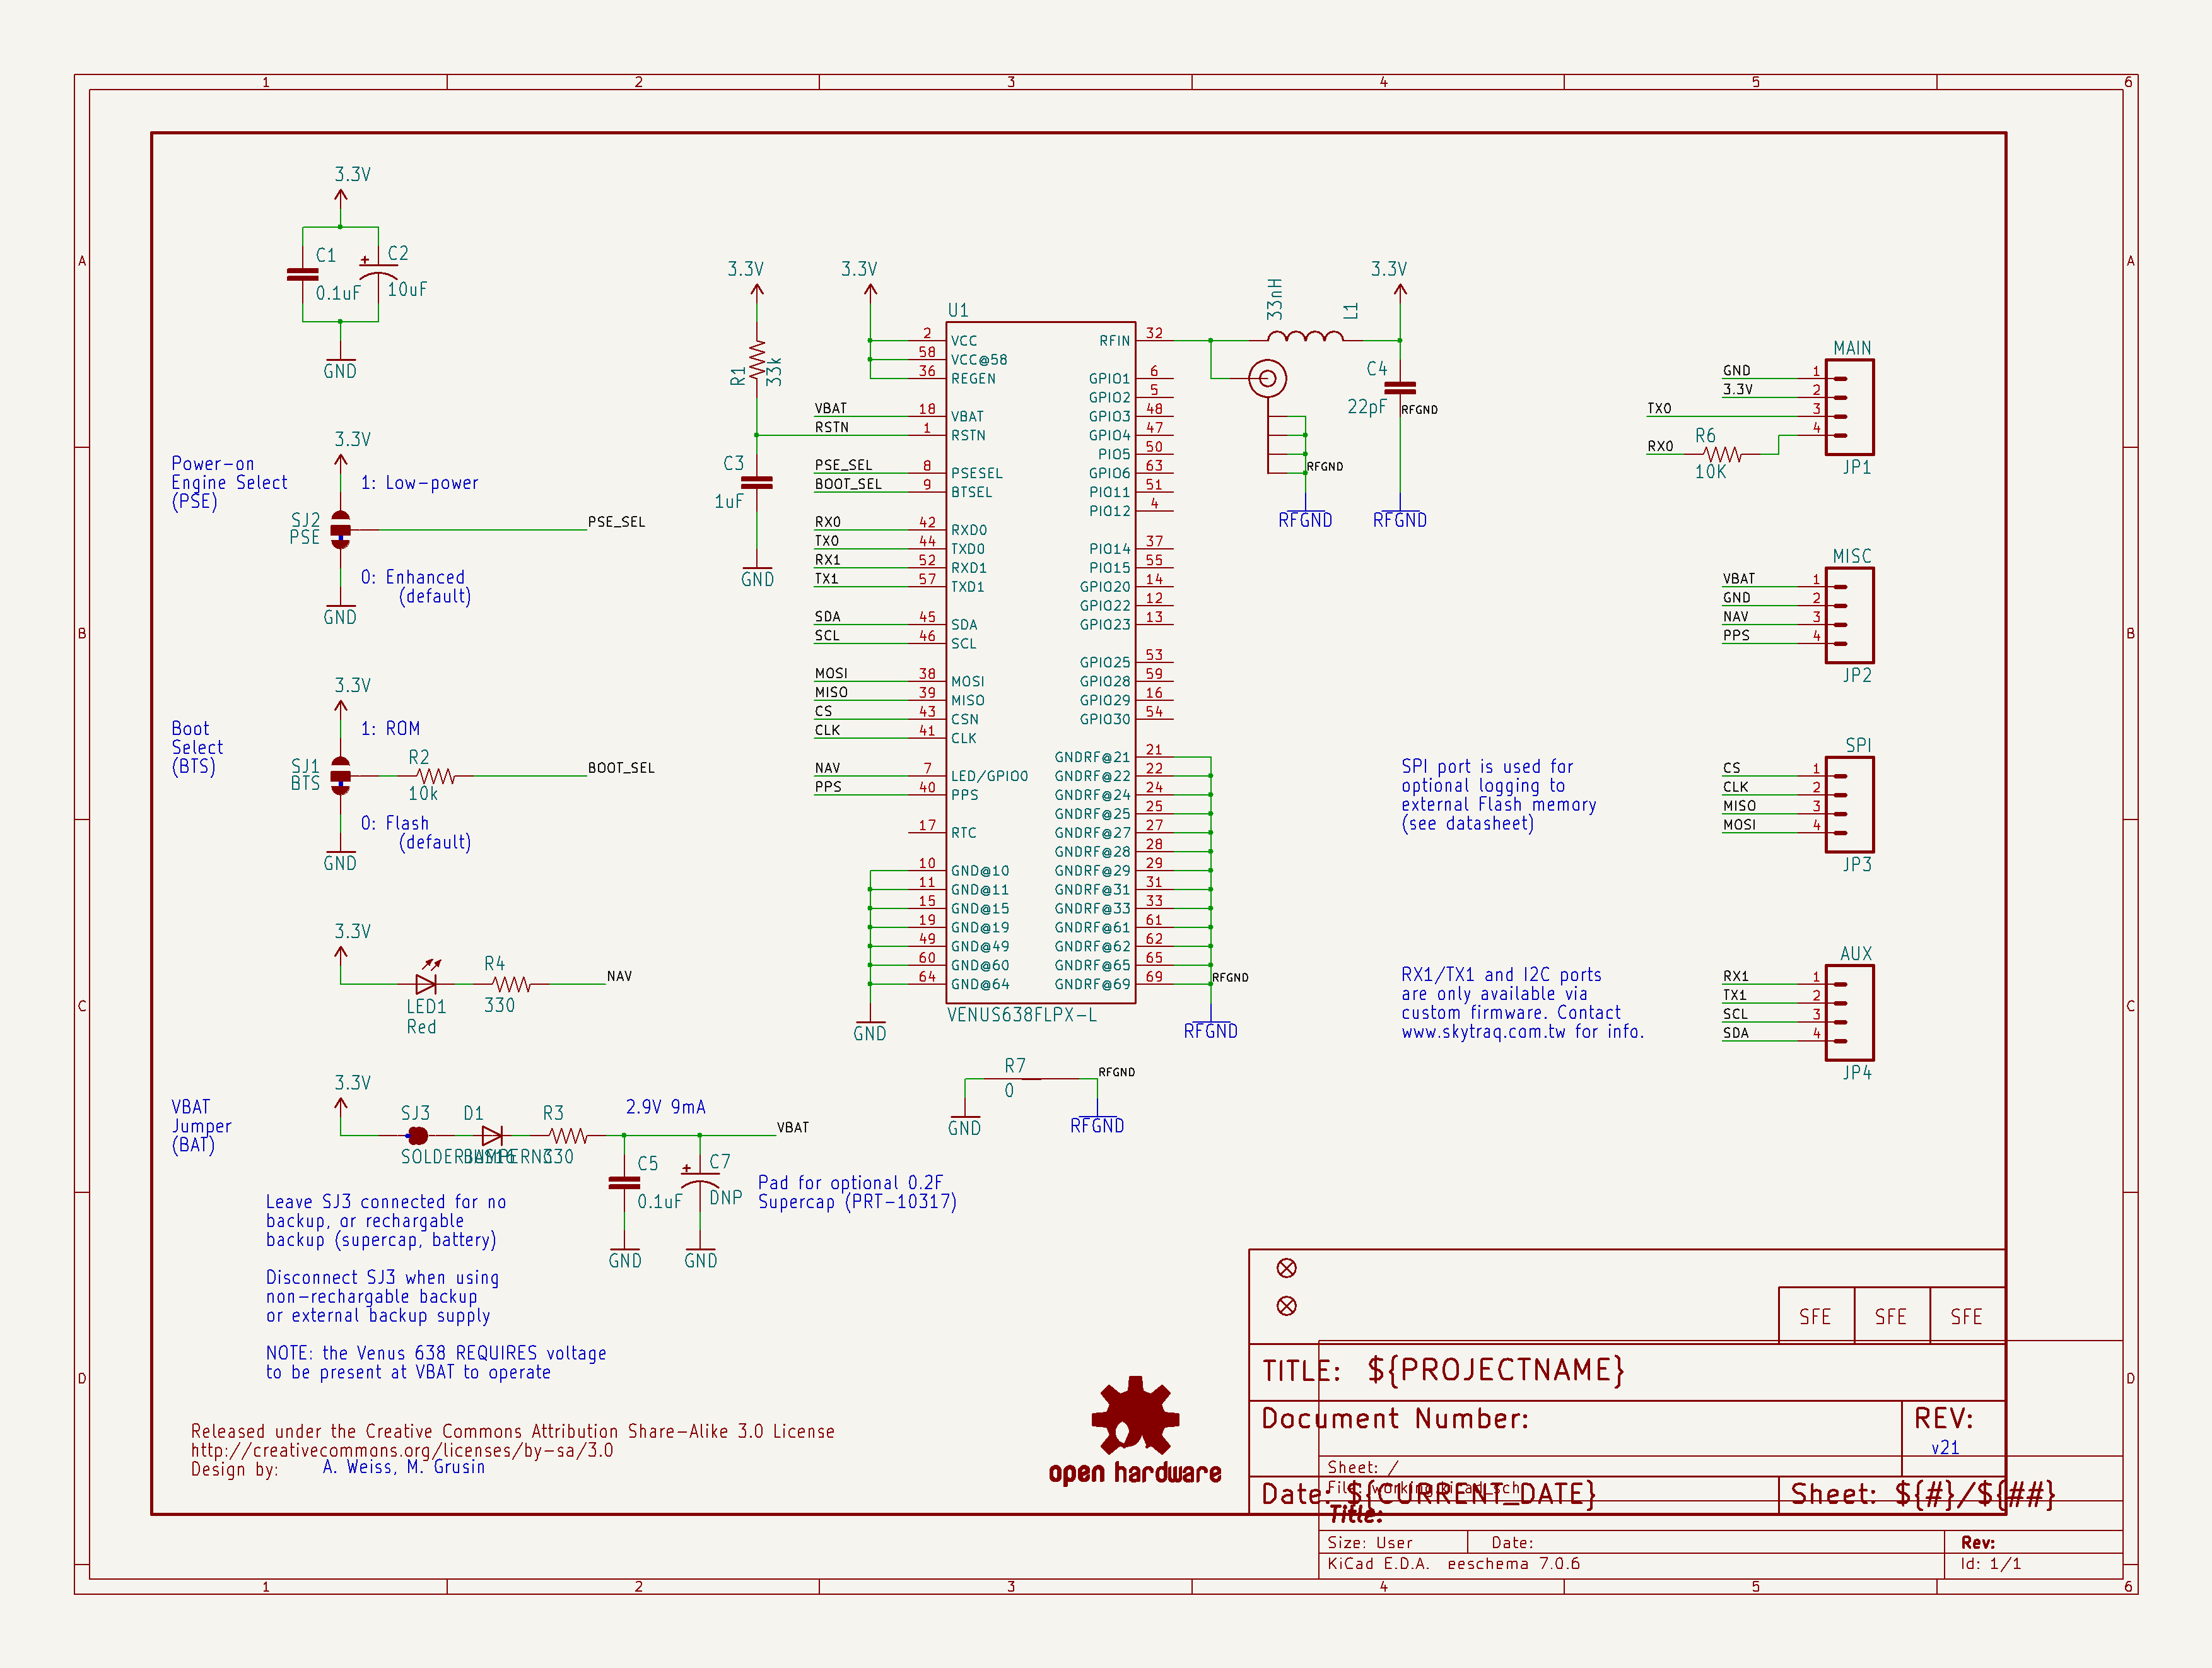 1 2 3 4 5 6
A
B
C
D
A
B
C
D
1 2 3 4 5 6
3.3V
C1
0.1uF
C2
10uF
GND
Power-on
Engine Select
(PSE)
3.3V
1: Low-power
SJ2
PSE
PSE_SEL
0: Enhanced
(default)
GND
Boot
Select
(BTS)
3.3V
1: ROM
SJ1
BTS
R2
10k
BOOT_SEL
0: Flash
(default)
GND
3.3V
LED1
Red
R4
330
NAV
VBAT
Jumper
(BAT)
3.3V
SJ3
D1
R3
330
2.9V 9mA
VBAT
C5
0.1uF
GND
C7
DNP
GND
Pad for optional 0.2F
Supercap (PRT-10317)
Leave SJ3 connected for no
backup, or rechargable
backup (supercap, battery)
Disconnect SJ3 when using
non-rechargable backup
or external backup supply
NOTE: the Venus 638 REQUIRES voltage
to be present at VBAT to operate
Released under the Creative Commons Attribution Share-Alike 3.0 License
http://creativecommons.org/licenses/by-sa/3.0
Design by: A. Weiss, M. Grusin
3.3V
R1
33k
C3
1uF
GND
3.3V
U1
2 VCC
58 VCC@58
36 REGEN
VBAT 18 VBAT
RSTN 1 RSTN
PSE_SEL 8 PSESEL
BOOT_SEL 9 BTSEL
RX0 42 RXD0
TX0 44 TXD0
RX1 52 RXD1
TX1 57 TXD1
SDA 45 SDA
SCL 46 SCL
MOSI 38 MOSI
MISO 39 MISO
CS 43 CSN
CLK 41 CLK
NAV 7 LED/GPIO0
PPS 40 PPS
17 RTC
10 GND@10
11 GND@11
15 GND@15
19 GND@19
49 GND@49
60 GND@60
64 GND@64
GND
RFIN 32
GPIO1 6
GPIO2 5
GPIO3 48
GPIO4 47
PIO5 50
GPIO6 63
PIO11 51
PIO12 4
PIO14 37
PIO15 55
GPIO20 14
GPIO22 12
GPIO23 13
GPIO25 53
GPIO28 59
GPIO29 16
GPIO30 54
GNDRF@21 21
GNDRF@22 22
GNDRF@24 24
GNDRF@25 25
GNDRF@27 27
GNDRF@28 28
GNDRF@29 29
GNDRF@31 31
GNDRF@33 33
GNDRF@61 61
GNDRF@62 62
GNDRF@65 65
GNDRF@69 69
RFGND
RFGND
VENUS638FLPX-L
R7
0
RFGND
GND
RFGND
33nH
L1
3.3V
C4
22pF
RFGND
RFGND
RFGND
RFGND
MAIN
GND 1
3.3V 2
TX0 3
RX0 4
R6
10K
JP1
MISC
VBAT 1
GND 2
NAV 3
PPS 4
JP2
SPI port is used for
optional logging to
external Flash memory
(see datasheet)
SPI
CS 1
CLK 2
MISO 3
MOSI 4
JP3
RX1/TX1 and I2C ports
are only available via
custom firmware. Contact
www.skytraq.com.tw for info.
AUX
RX1 1
TX1 2
SCL 3
SDA 4
JP4
open hardware
SFE SFE SFE
TITLE: ${PROJECTNAME}
Document Number:
REV:
v21
Date: ${CURRENT_DATE}
Sheet: ${#}/${##}
Sheet: /
File: working.kicad_sch
Title:
Size: User Date: Rev:
KiCad E.D.A. eeschema 7.0.6 Id: 1/1